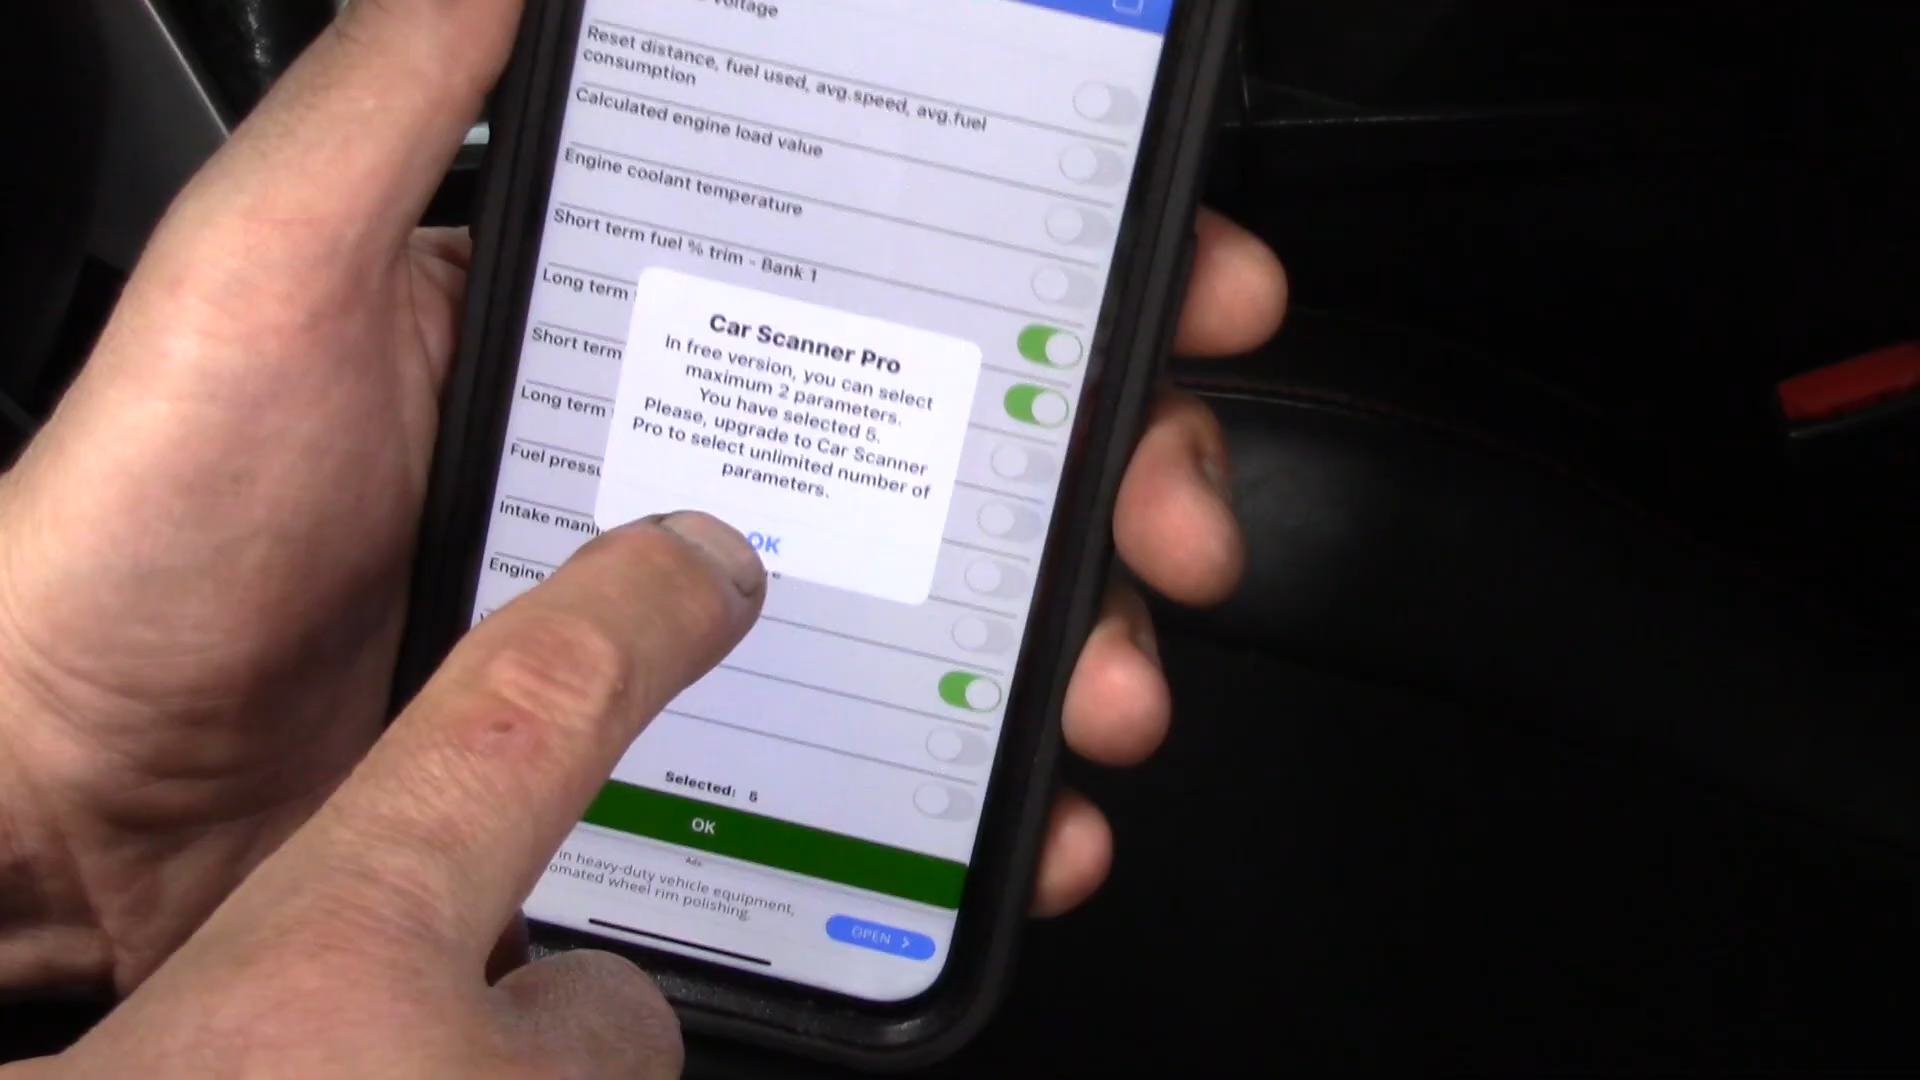 voltage
Reset distance, fuel used, avg.speed, avg.fuel
consumption
Calculated engine load value
Engine coolant temperature
Short term fuel % trim - Bank 1
Long term
Short term
Long term
Fuel pressu
Intake mani
Engine
Car Scanner Pro
In free version, you can select
maximum 2 parameters.
You have selected 5.
Please, upgrade to Car Scanner
Pro to select unlimited number of
parameters.
OK
Selected: 5
OK
Ads
in heavy-duty vehicle equipment,
omated wheel rim polishing.
OPEN >